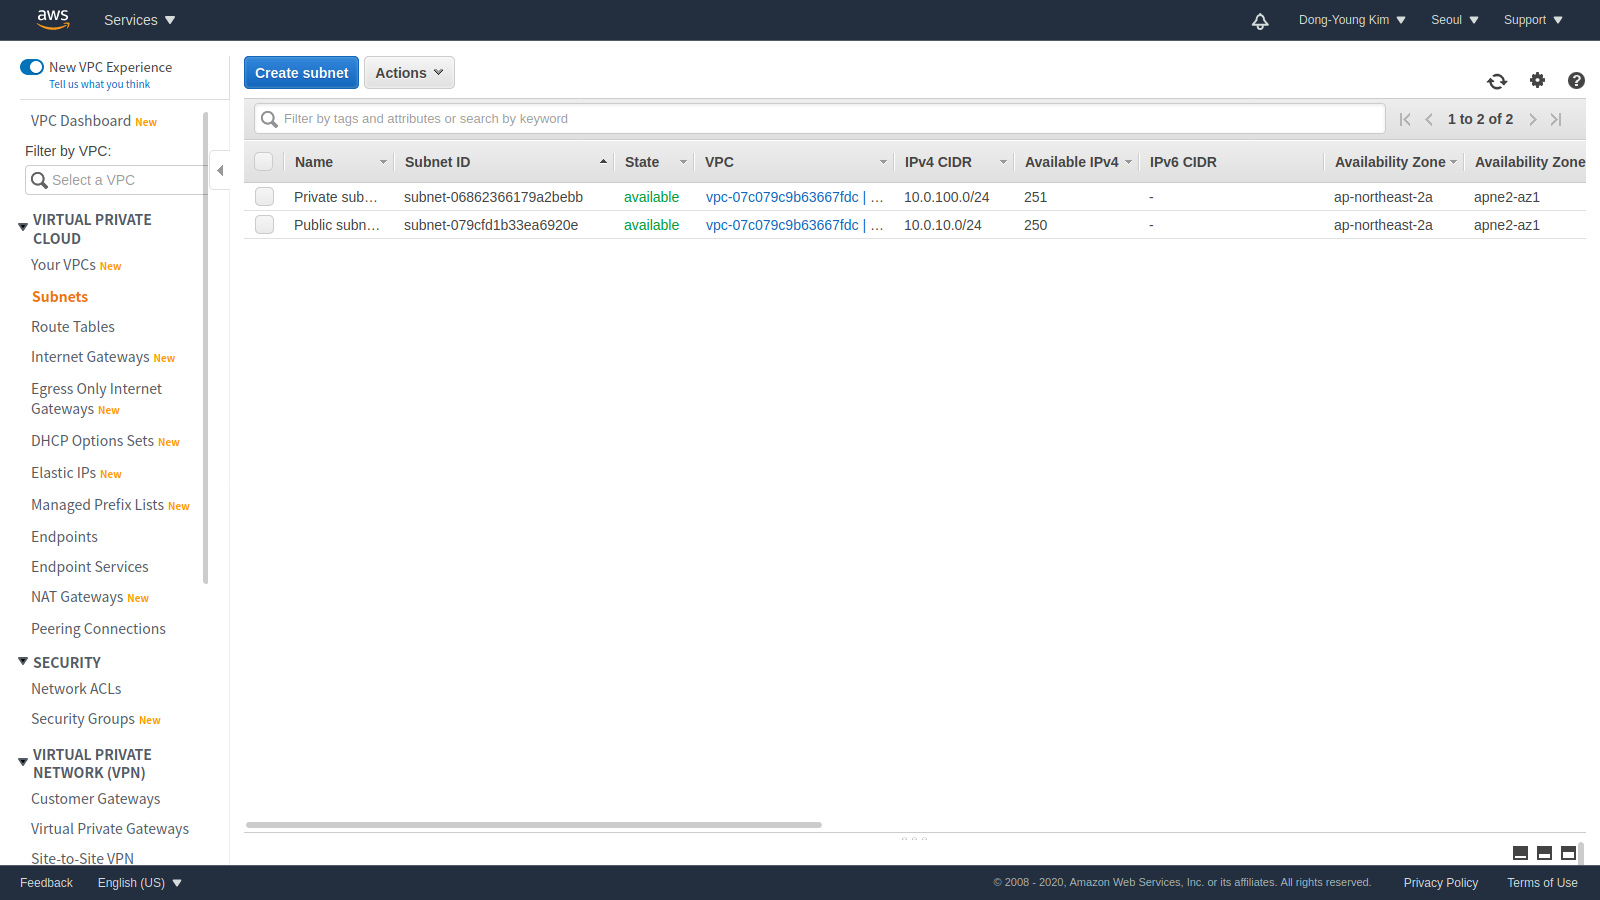 aws Services Dong-Young Kim Seoul Support
New VPC Experience
Tell us what you think
VPC Dashboard New
Filter by VPC:
Select a VPC
VIRTUAL PRIVATE
CLOUD
Your VPCs New
Subnets
Route Tables
Internet Gateways New
Egress Only Internet
Gateways New
DHCP Options Sets New
Elastic IPs New
Managed Prefix Lists New
Endpoints
Endpoint Services
NAT Gateways New
Peering Connections
SECURITY
Network ACLs
Security Groups New
VIRTUAL PRIVATE
NETWORK (VPN)
Customer Gateways
Virtual Private Gateways
Site-to-Site VPN
Create subnet Actions
Filter by tags and attributes or search by keyword 1 to 2 of 2
Name Subnet ID State VPC IPv4 CIDR Available IPv4 IPv6 CIDR Availability Zone Availability Zone
Private sub... subnet-06862366179a2bebb available vpc-07c079c9b63667fdc | ... 10.0.100.0/24 251 - ap-northeast-2a apne2-az1
Public subn... subnet-079cfd1b33ea6920e available vpc-07c079c9b63667fdc | ... 10.0.10.0/24 250 - ap-northeast-2a apne2-az1
Feedback English (US) © 2008 - 2020, Amazon Web Services, Inc. or its affiliates. All rights reserved. Privacy Policy Terms of Use